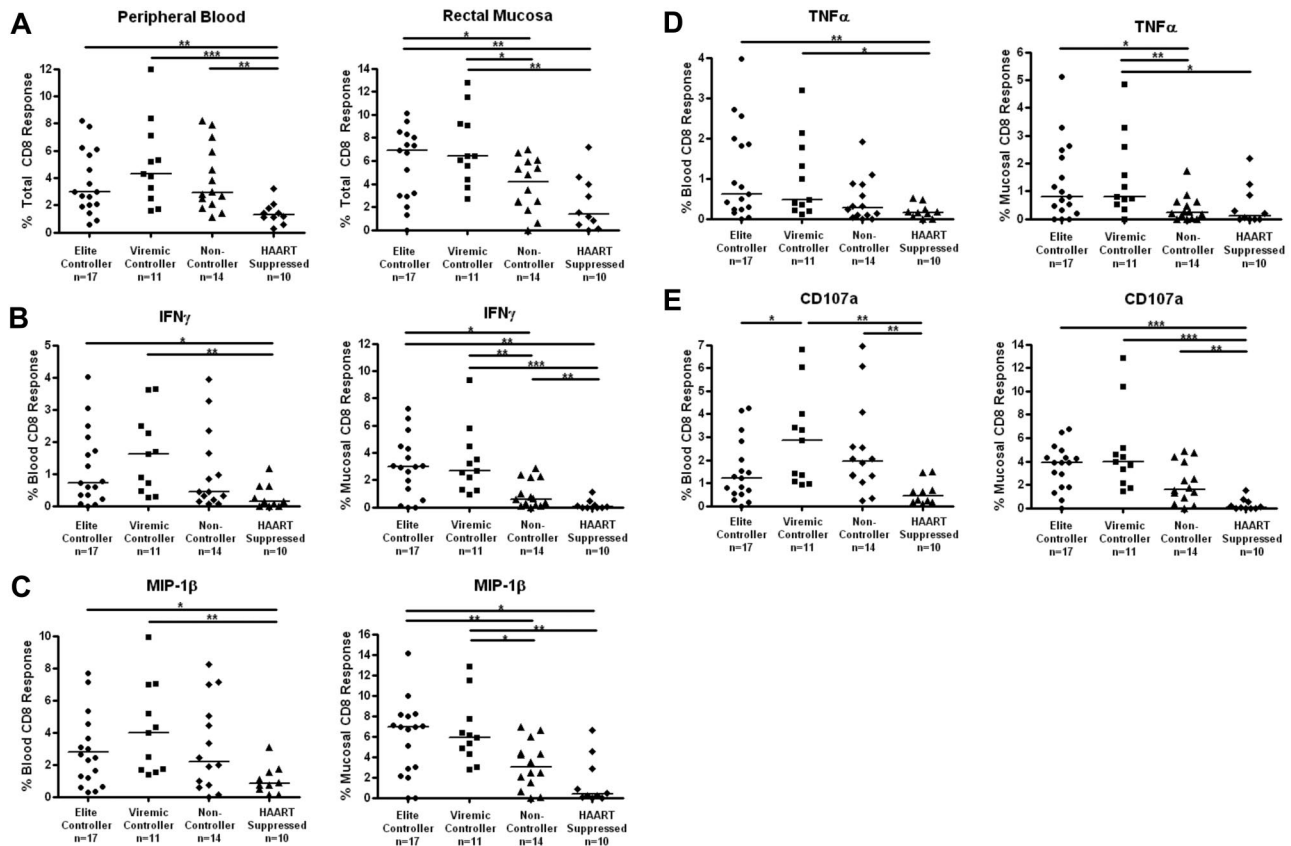 A
Peripheral Blood
**
***
**
% Total CD8 Response
12
10
8
6
4
2
0
Elite Controller n=17
Viremic Controller n=11
Non-Controller n=14
HAART Suppressed n=10
Rectal Mucosa
*
**
*
**
% Total CD8 Response
14
12
10
8
6
4
2
0
Elite Controller n=17
Viremic Controller n=11
Non-Controller n=14
HAART Suppressed n=10
B
IFNγ
*
**
% Blood CD8 Response
5
4
3
2
1
0
Elite Controller n=17
Viremic Controller n=11
Non-Controller n=14
HAART Suppressed n=10
IFNγ
*
**
**
***
**
% Mucosal CD8 Response
12
10
8
6
4
2
0
Elite Controller n=17
Viremic Controller n=11
Non-Controller n=14
HAART Suppressed n=10
C
MIP-1β
*
**
% Blood CD8 Response
10
8
6
4
2
0
Elite Controller n=17
Viremic Controller n=11
Non-Controller n=14
HAART Suppressed n=10
MIP-1β
*
**
**
*
% Mucosal CD8 Response
16
14
12
10
8
6
4
2
0
Elite Controller n=17
Viremic Controller n=11
Non-Controller n=14
HAART Suppressed n=10
D
TNFα
**
*
% Blood CD8 Response
4
3
2
1
0
Elite Controller n=17
Viremic Controller n=11
Non-Controller n=14
HAART Suppressed n=10
TNFα
*
**
*
% Mucosal CD8 Response
6
5
4
3
2
1
0
Elite Controller n=17
Viremic Controller n=11
Non-Controller n=14
HAART Suppressed n=10
E
CD107a
*
**
**
% Blood CD8 Response
7
6
5
4
3
2
1
0
Elite Controller n=17
Viremic Controller n=11
Non-Controller n=14
HAART Suppressed n=10
CD107a
***
***
**
% Mucosal CD8 Response
14
12
10
8
6
4
2
0
Elite Controller n=17
Viremic Controller n=11
Non-Controller n=14
HAART Suppressed n=10